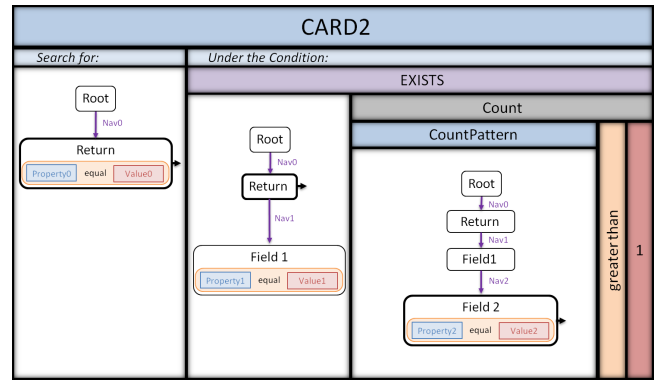 CARD2
Search for:
Under the Condition:
EXISTS
Root
Nav0
Return
Property0 equal Value0
Root
Nav0
Return
Nav1
Field 1
Property1 equal Value1
Count
CountPattern
Root
Nav0
Return
Nav1
Field1
Nav2
Field 2
Property2 equal Value2
greater than
1